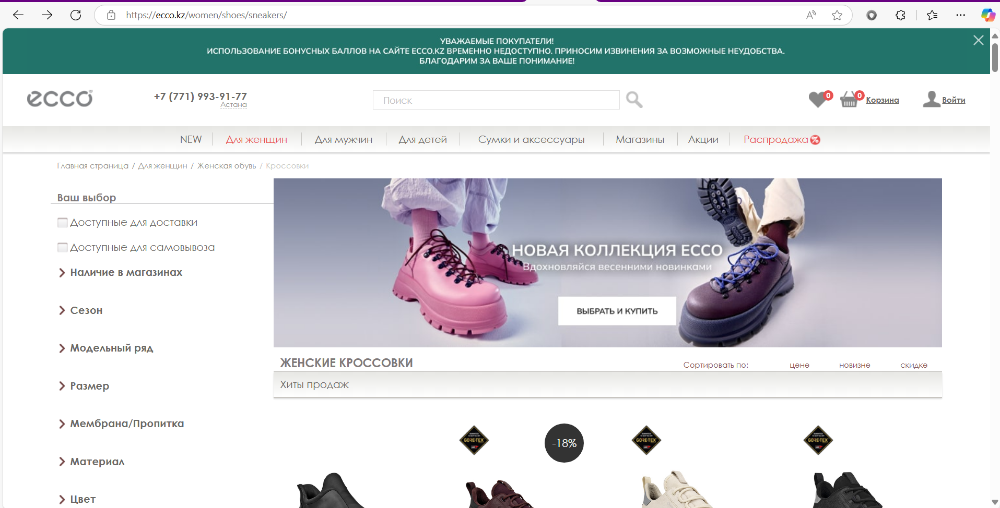 https://ecco.kz/women/shoes/sneakers/
УВАЖАЕМЫЕ ПОКУПАТЕЛИ!
ИСПОЛЬЗОВАНИЕ БОНУСНЫХ БАЛЛОВ НА САЙТЕ ECCO.KZ ВРЕМЕННО НЕДОСТУПНО. ПРИНОСИМ ИЗВИНЕНИЯ ЗА ВОЗМОЖНЫЕ НЕУДОБСТВА.
БЛАГОДАРИМ ЗА ВАШЕ ПОНИМАНИЕ!
ecco®
+7 (771) 993-91-77
Астана
Поиск
0
0 Корзина
Войти
NEW Для женщин Для мужчин Для детей Сумки и аксессуары Магазины Акции Распродажа %
Главная страница / Для женщин / Женская обувь / Кроссовки
Ваш выбор
Доступные для доставки
Доступные для самовывоза
Наличие в магазинах
Сезон
Модельный ряд
Размер
Мембрана/Пропитка
Материал
Цвет
НОВАЯ КОЛЛЕКЦИЯ ECCO
Вдохновляйся весенними новинками
ВЫБРАТЬ И КУПИТЬ
ЖЕНСКИЕ КРОССОВКИ
Сортировать по: цене новизне скидке
Хиты продаж
GORE-TEX
-18%
GORE-TEX
GORE-TEX